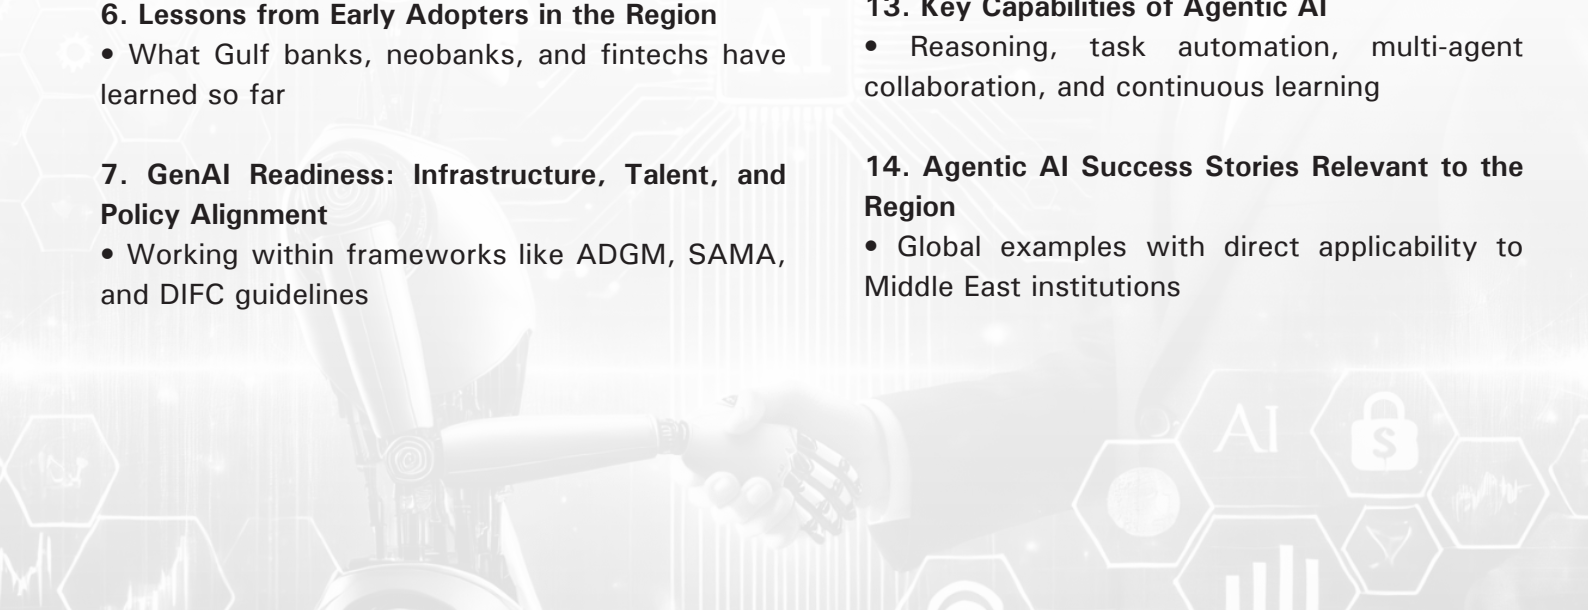 6. Lessons from Early Adopters in the Region
• What Gulf banks, neobanks, and fintechs have
learned so far
7. GenAI Readiness: Infrastructure, Talent, and
Policy Alignment
• Working within frameworks like ADGM, SAMA,
and DIFC guidelines
13. Key Capabilities of Agentic AI
• Reasoning, task automation, multi-agent
collaboration, and continuous learning
14. Agentic AI Success Stories Relevant to the
Region
• Global examples with direct applicability to
Middle East institutions
AI
AI
$